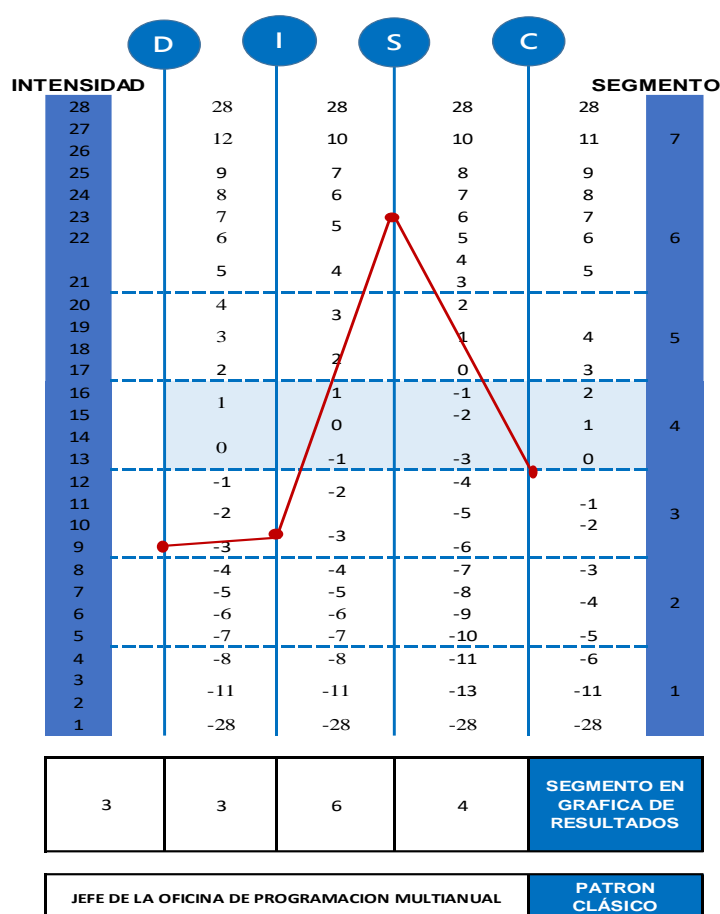 D I S C
INTENSIDAD SEGMENTO
28 28 28 28 28
27 12 10 10 11 7
26
25 9 7 8 9
24 8 6 7 8
23 7 5 6 7
22 6 5 6 6
5 4 4 5
21 3
20 4 3 2
19
18 3 2 1 4 5
17 2 0 3
16 1 1 -1 2
15 0 -2 1 4
14
13 0 -1 -3 0
12 -1 -2 -4
11 -2 -5 -1 3
10 -3 -2
9 -3 -6
8 -4 -4 -7 -3
7 -5 -5 -8 -4 2
6 -6 -6 -9
5 -7 -7 -10 -5
4 -8 -8 -11 -6
3 -11 -11 -13 -11 1
2
1 -28 -28 -28 -28
3 3 6 4 SEGMENTO EN
GRAFICA DE
RESULTADOS
JEFE DE LA OFICINA DE PROGRAMACION MULTIANUAL PATRON
CLÁSICO